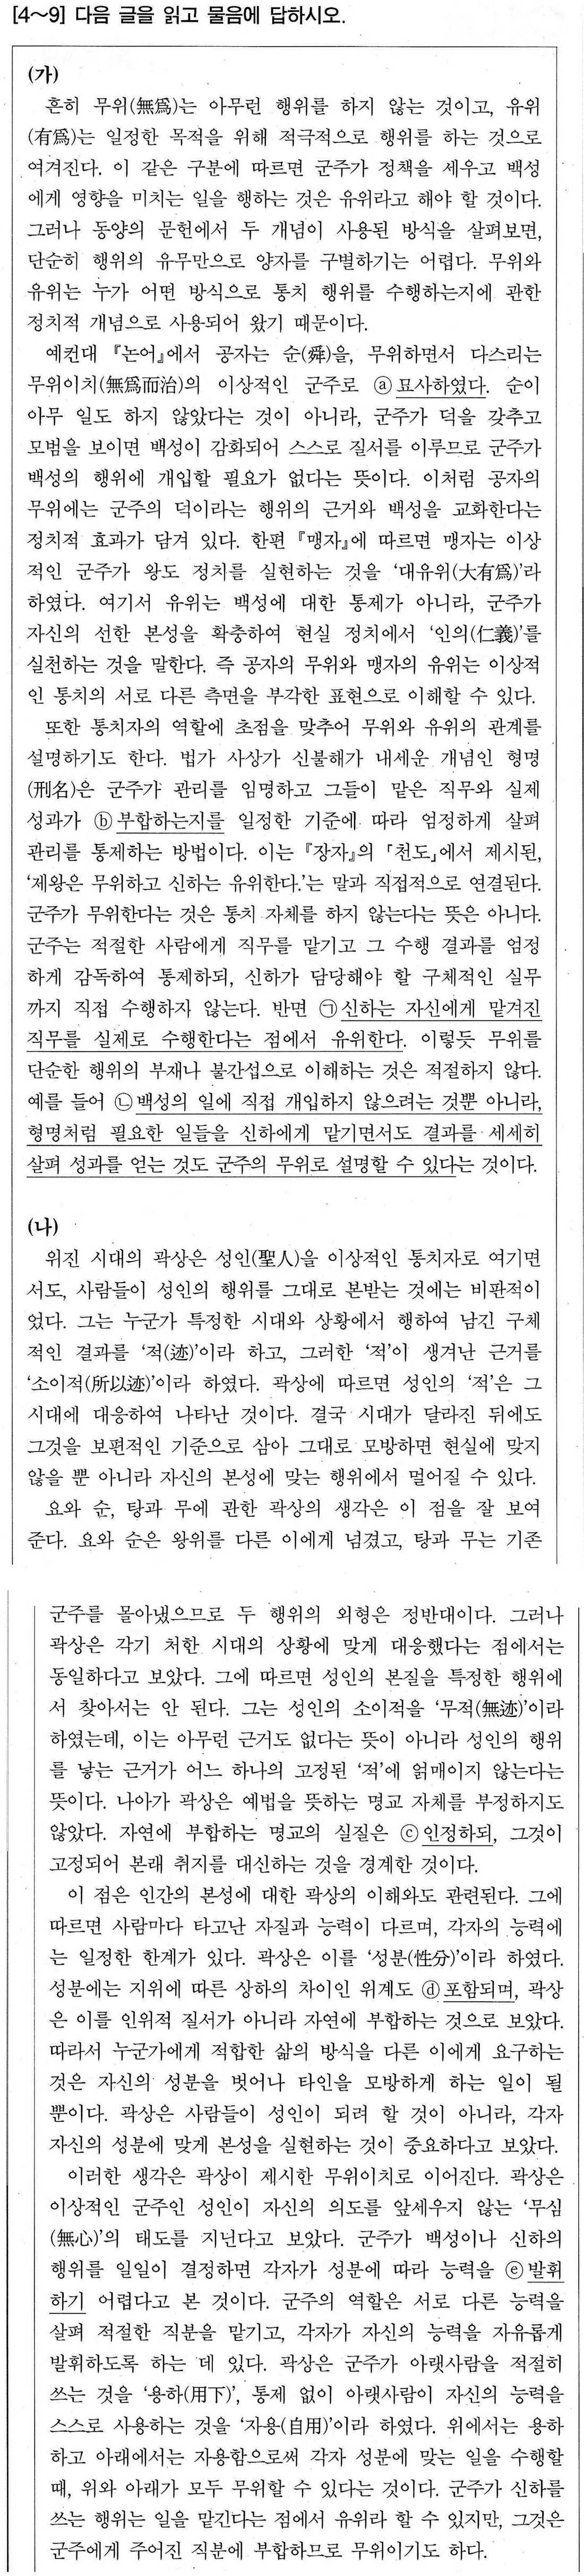 [4～9] 다음 글을 읽고 물음에 답하시오.
(가)
흔히 무위(無爲)는 아무런 행위를 하지 않는 것이고, 유위
(有爲)는 일정한 목적을 위해 적극적으로 행위를 하는 것으로
여겨진다. 이 같은 구분에 따르면 군주가 정책을 세우고 백성
에게 영향을 미치는 일을 행하는 것은 유위라고 해야 할 것이다.
그러나 동양의 문헌에서 두 개념이 사용된 방식을 살펴보면,
단순히 행위의 유무만으로 양자를 구별하기는 어렵다. 무위와
유위는 누가 어떤 방식으로 통치 행위를 수행하는지에 관한
정치적 개념으로 사용되어 왔기 때문이다.
예컨대 『논어』에서 공자는 순(舜)을, 무위하면서 다스리는
무위이치(無爲而治)의 이상적인 군주로 ⓐ묘사하였다. 순이
아무 일도 하지 않았다는 것이 아니라, 군주가 덕을 갖추고
모범을 보이면 백성이 감화되어 스스로 질서를 이루므로 군주가
백성의 행위에 개입할 필요가 없다는 뜻이다. 이처럼 공자의
무위에는 군주의 덕이라는 행위의 근거와 백성을 교화한다는
정치적 효과가 담겨 있다. 한편 『맹자』에 따르면 맹자는 이상
적인 군주가 왕도 정치를 실현하는 것을 ‘대유위(大有爲)’라
하였다. 여기서 유위는 백성에 대한 통제가 아니라, 군주가
자신의 선한 본성을 확충하여 현실 정치에서 ‘인의(仁義)’를
실천하는 것을 말한다. 즉 공자의 무위와 맹자의 유위는 이상적
인 통치의 서로 다른 측면을 부각한 표현으로 이해할 수 있다.
또한 통치자의 역할에 초점을 맞추어 무위와 유위의 관계를
설명하기도 한다. 법가 사상가 신불해가 내세운 개념인 형명
(刑名)은 군주가 관리를 임명하고 그들이 맡은 직무와 실제
성과가 ⓑ부합하는지를 일정한 기준에 따라 엄정하게 살펴
관리를 통제하는 방법이다. 이는 『장자』의 「천도」에서 제시된,
‘제왕은 무위하고 신하는 유위한다.’는 말과 직접적으로 연결된다.
군주가 무위한다는 것은 통치 자체를 하지 않는다는 뜻은 아니다.
군주는 적절한 사람에게 직무를 맡기고 그 수행 결과를 엄정
하게 감독하여 통제하되, 신하가 담당해야 할 구체적인 실무
까지 직접 수행하지 않는다. 반면 ㉠신하는 자신에게 맡겨진
직무를 실제로 수행한다는 점에서 유위한다. 이렇듯 무위를
단순한 행위의 부재나 불간섭으로 이해하는 것은 적절하지 않다.
예를 들어 ㉡백성의 일에 직접 개입하지 않으려는 것뿐 아니라,
형명처럼 필요한 일들을 신하에게 맡기면서도 결과를 세세히
살펴 성과를 얻는 것도 군주의 무위로 설명할 수 있다는 것이다.
(나)
위진 시대의 곽상은 성인(聖人)을 이상적인 통치자로 여기면
서도, 사람들이 성인의 행위를 그대로 본받는 것에는 비판적이
었다. 그는 누군가 특정한 시대와 상황에서 행하여 남긴 구체
적인 결과를 ‘적(迹)’이라 하고, 그러한 ‘적’이 생겨난 근거를
‘소이적(所以迹)’이라 하였다. 곽상에 따르면 성인의 ‘적’은 그
시대에 대응하여 나타난 것이다. 결국 시대가 달라진 뒤에도
그것을 보편적인 기준으로 삼아 그대로 모방하면 현실에 맞지
않을 뿐 아니라 자신의 본성에 맞는 행위에서 멀어질 수 있다.
요와 순, 탕과 무에 관한 곽상의 생각은 이 점을 잘 보여
준다. 요와 순은 왕위를 다른 이에게 넘겼고, 탕과 무는 기존
군주를 몰아냈으므로 두 행위의 외형은 정반대이다. 그러나
곽상은 각기 처한 시대의 상황에 맞게 대응했다는 점에서는
동일하다고 보았다. 그에 따르면 성인의 본질을 특정한 행위에
서 찾아서는 안 된다. 그는 성인의 소이적을 ‘무적(無迹)’이라
하였는데, 이는 아무런 근거도 없다는 뜻이 아니라 성인의 행위
를 낳는 근거가 어느 하나의 고정된 ‘적’에 얽매이지 않는다는
뜻이다. 나아가 곽상은 예법을 뜻하는 명교 자체를 부정하지도
않았다. 자연에 부합하는 명교의 실질은 ⓒ인정하되, 그것이
고정되어 본래 취지를 대신하는 것을 경계한 것이다.
이 점은 인간의 본성에 대한 곽상의 이해와도 관련된다. 그에
따르면 사람마다 타고난 자질과 능력이 다르며, 각자의 능력에
는 일정한 한계가 있다. 곽상은 이를 ‘성분(性分)’이라 하였다.
성분에는 지위에 따른 상하의 차이인 위계도 ⓓ포함되며, 곽상
은 이를 인위적 질서가 아니라 자연에 부합하는 것으로 보았다.
따라서 누군가에게 적합한 삶의 방식을 다른 이에게 요구하는
것은 자신의 성분을 벗어나 타인을 모방하게 하는 일이 될
뿐이다. 곽상은 사람들이 성인이 되려 할 것이 아니라, 각자
자신의 성분에 맞게 본성을 실현하는 것이 중요하다고 보았다.
이러한 생각은 곽상이 제시한 무위이치로 이어진다. 곽상은
이상적인 군주인 성인이 자신의 의도를 앞세우지 않는 ‘무심
(無心)’의 태도를 지닌다고 보았다. 군주가 백성이나 신하의
행위를 일일이 결정하면 각자가 성분에 따라 능력을 ⓔ발휘
하기 어렵다고 본 것이다. 군주의 역할은 서로 다른 능력을
살펴 적절한 직분을 맡기고, 각자가 자신의 능력을 자유롭게
발휘하도록 하는 데 있다. 곽상은 군주가 아랫사람을 적절히
쓰는 것을 ‘용하(用下)’, 통제 없이 아랫사람이 자신의 능력을
스스로 사용하는 것을 ‘자용(自用)’이라 하였다. 위에서는 용하
하고 아래에서는 자용함으로써 각자 성분에 맞는 일을 수행할
때, 위와 아래가 모두 무위할 수 있다는 것이다. 군주가 신하를
쓰는 행위는 일을 맡긴다는 점에서 유위라 할 수 있지만, 그것은
군주에게 주어진 직분에 부합하므로 무위이기도 하다.